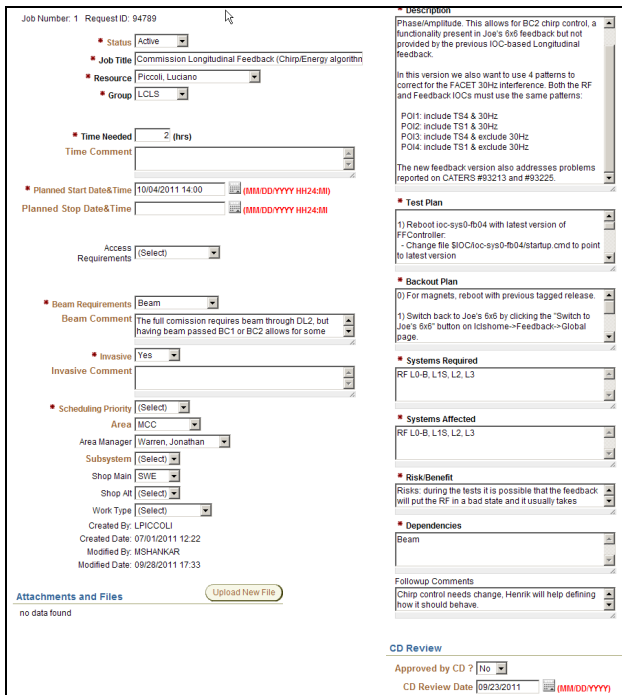 Job Number: 1 Request ID: 94789
* Status Active
* Job Title Commission Longitudinal Feedback (Chirp/Energy algorithm
* Resource Piccoli, Luciano
* Group LCLS
* Time Needed 2 (hrs)
Time Comment
* Planned Start Date&Time 10/04/2011 14:00 (MM/DD/YYYY HH24:MI)
Planned Stop Date&Time (MM/DD/YYYY HH24:MI
Access
Requirements (Select)
* Beam Requirements Beam
Beam Comment The full comission requires beam through DL2, but
having beam passed BC1 or BC2 allows for some
* Invasive Yes
Invasive Comment
* Scheduling Priority (Select)
Area MCC
Area Manager Warren, Jonathan
Subsystem (Select)
Shop Main SWE
Shop Alt (Select)
Work Type (Select)
Created By: LPICCOLI
Created Date: 07/01/2011 12:22
Modified By: MSHANKAR
Modified Date: 09/28/2011 17:33
Attachments and Files Upload New File
no data found
* Description
Phase/Amplitude. This allows for BC2 chirp control, a
functionality present in Joe's 6x6 feedback but not
provided by the previous IOC-based Longitudinal
feedback.
In this version we also want to use 4 patterns to
correct for the FACET 30Hz interference. Both the RF
and Feedback IOCs must use the same patterns:
POI1: include TS4 & 30Hz
POI2: include TS1 & 30Hz
POI3: include TS4 & exclude 30Hz
POI4: include TS1 & exclude 30Hz
The new feedback version also addresses problems
reported on CATERS #93213 and #93225.
* Test Plan
1) Reboot ioc-sys0-fb04 with latest version of
FFController:
- Change file $IOC/ioc-sys0-fb04/startup.cmd to point
to latest version
* Backout Plan
0) For magnets, reboot with previous tagged release.
1) Switch back to Joe's 6x6 by clicking the "Switch to
Joe's 6x6" button on lclshome->Feedback->Global
page.
* Systems Required
RF L0-B, L1S, L2, L3
* Systems Affected
RF L0-B, L1S, L2, L3
* Risk/Benefit
Risks: during the tests it is possible that the feedback
will put the RF in a bad state and it usually takes
* Dependencies
Beam
Followup Comments
Chirp control needs change, Henrik will help defining
how it should behave.
CD Review
Approved by CD ? No
CD Review Date 09/23/2011 (MM/DD/YYYY)